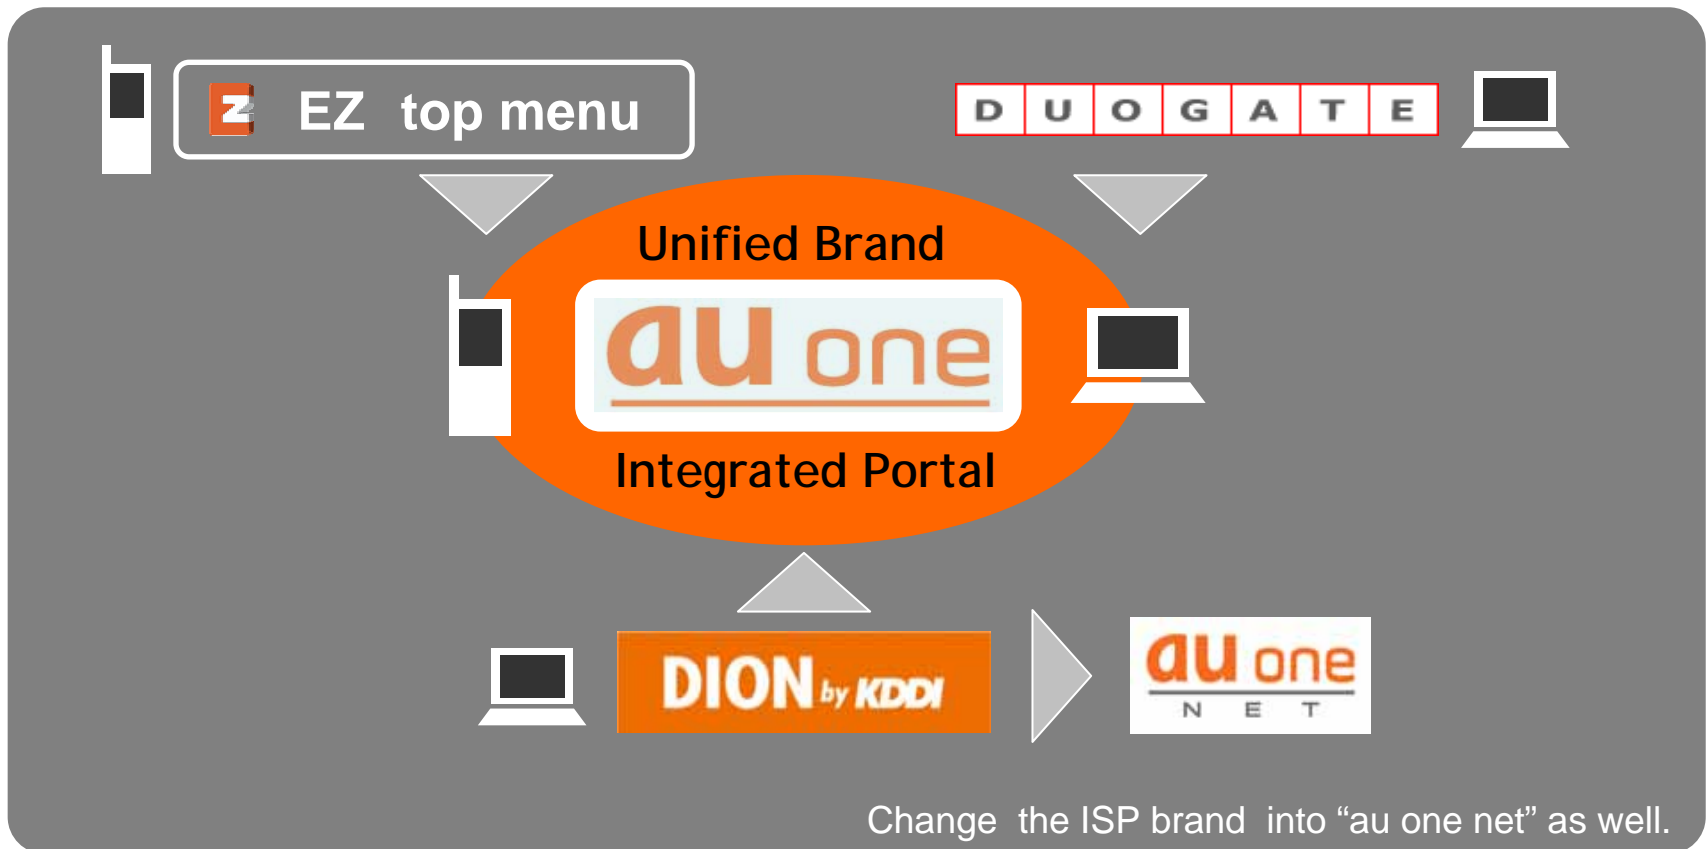 Z EZ top menu
DUOGATE
Unified Brand
au one
Integrated Portal
DION by KDDI
au one
NET
Change the ISP brand into “au one net” as well.